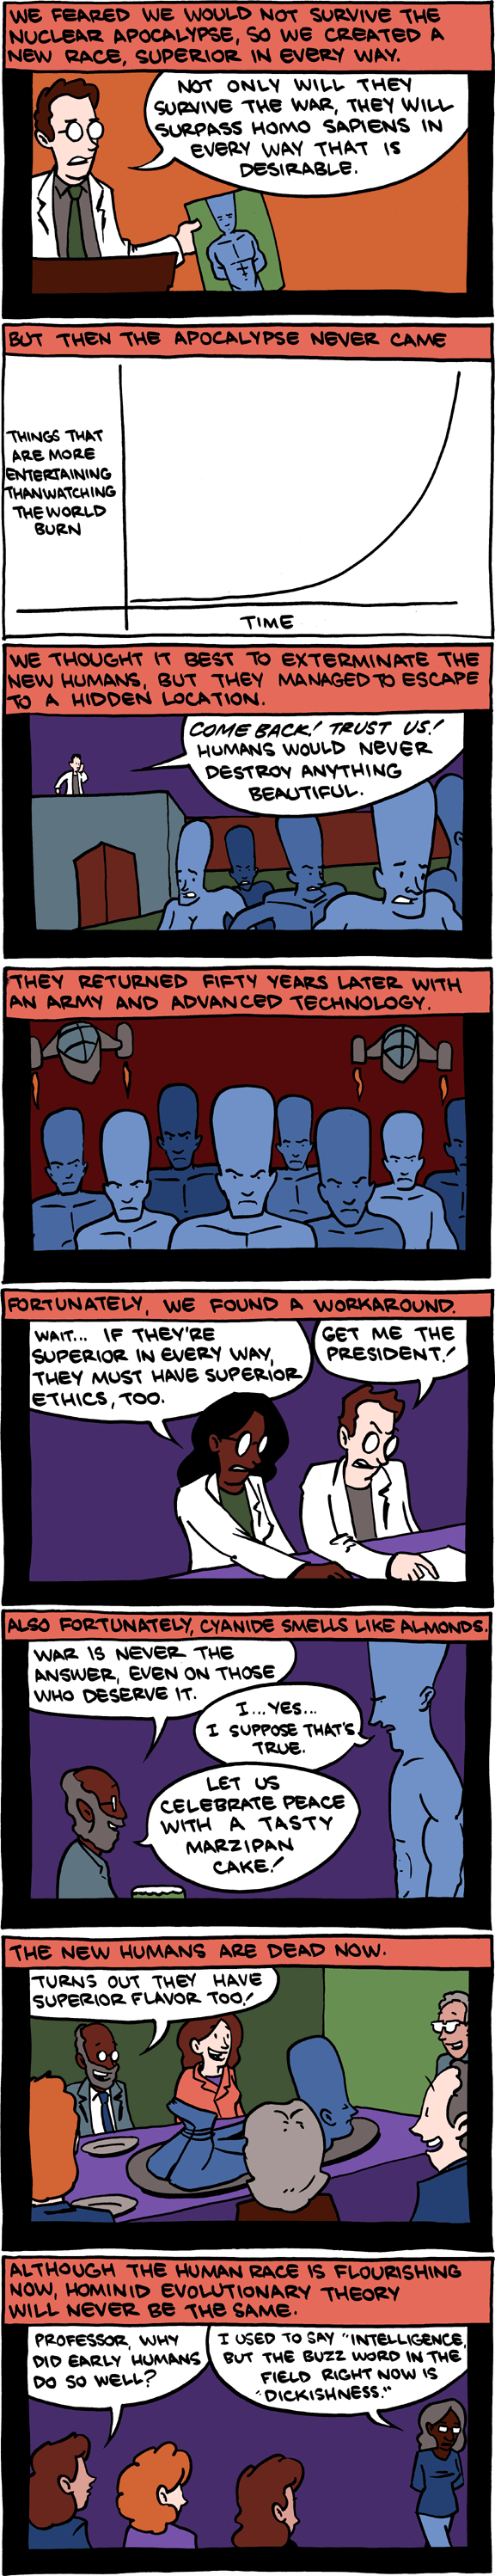 WE FEARED WE WOULD NOT SURVIVE THE
NUCLEAR APOCALYPSE, SO WE CREATED A
NEW RACE, SUPERIOR IN EVERY WAY.
NOT ONLY WILL THEY
SURVIVE THE WAR, THEY WILL
SURPASS HOMO SAPIENS IN
EVERY WAY THAT IS
DESIRABLE.
BUT THEN THE APOCALYPSE NEVER CAME
THINGS THAT
ARE MORE
ENTERTAINING
THAN WATCHING
THE WORLD
BURN
TIME
WE THOUGHT IT BEST TO EXTERMINATE THE
NEW HUMANS, BUT THEY MANAGED TO ESCAPE
TO A HIDDEN LOCATION.
COME BACK! TRUST US!
HUMANS WOULD NEVER
DESTROY ANYTHING
BEAUTIFUL.
THEY RETURNED FIFTY YEARS LATER WITH
AN ARMY AND ADVANCED TECHNOLOGY.
FORTUNATELY, WE FOUND A WORKAROUND.
WAIT... IF THEY'RE
SUPERIOR IN EVERY WAY,
THEY MUST HAVE SUPERIOR
ETHICS, TOO.
GET ME THE
PRESIDENT!
ALSO FORTUNATELY, CYANIDE SMELLS LIKE ALMONDS.
WAR IS NEVER THE
ANSWER, EVEN ON THOSE
WHO DESERVE IT.
I...YES...
I SUPPOSE THAT'S
TRUE.
LET US
CELEBRATE PEACE
WITH A TASTY
MARZIPAN
CAKE!
THE NEW HUMANS ARE DEAD NOW.
TURNS OUT THEY HAVE
SUPERIOR FLAVOR TOO!
ALTHOUGH THE HUMAN RACE IS FLOURISHING
NOW, HOMINID EVOLUTIONARY THEORY
WILL NEVER BE THE SAME.
PROFESSOR, WHY
DID EARLY HUMANS
DO SO WELL?
I USED TO SAY "INTELLIGENCE,
BUT THE BUZZ WORD IN THE
FIELD RIGHT NOW IS
"DICKISHNESS."